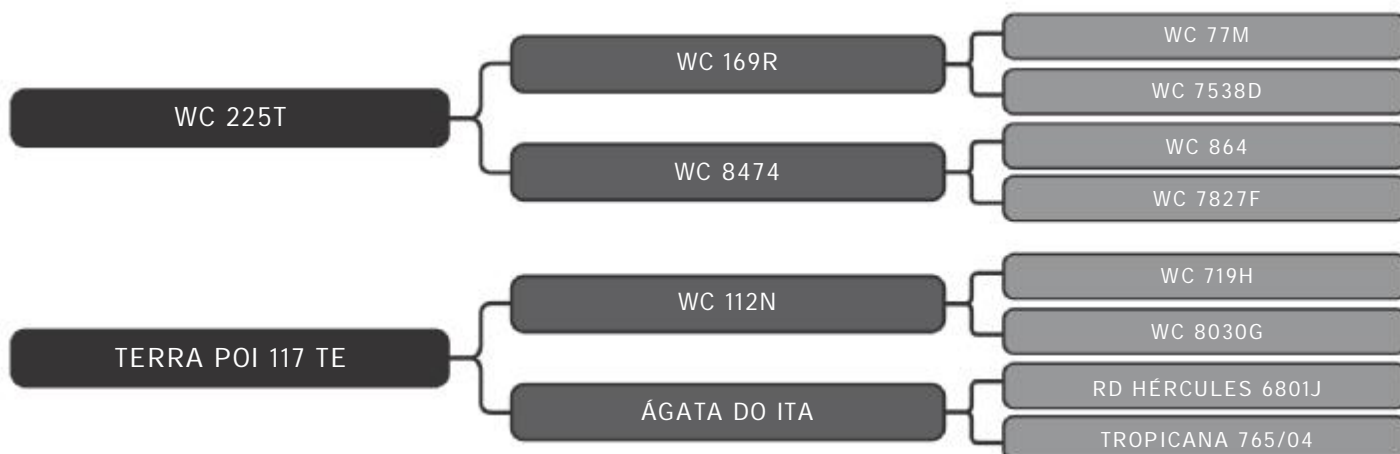 WC 225T
WC 169R
WC 77M
WC 7538D
WC 8474
WC 864
WC 7827F
TERRA POI 117 TE
WC 112N
WC 719H
WC 8030G
ÁGATA DO ITA
RD HÉRCULES 6801J
TROPICANA 765/04